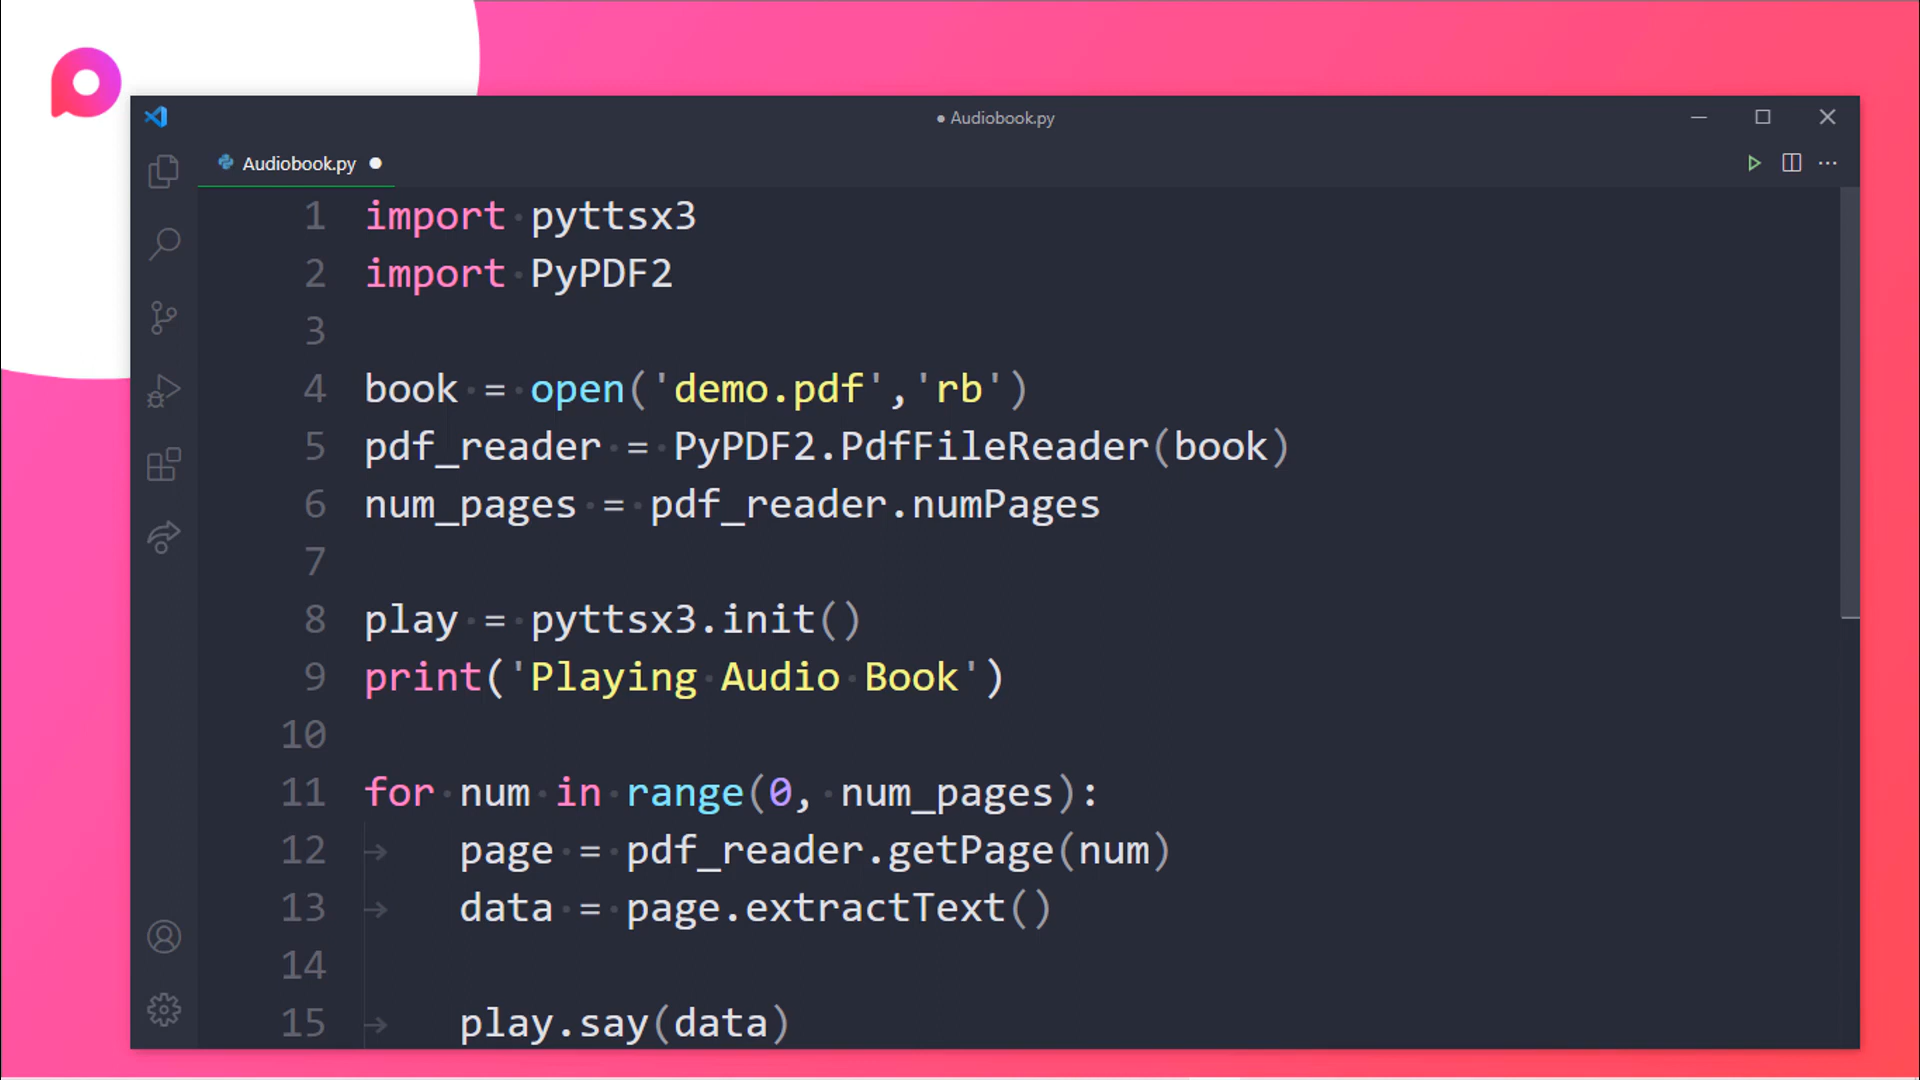 ● Audiobook.py
Audiobook.py ●
1 import pyttsx3
2 import PyPDF2
3
4 book = open('demo.pdf','rb')
5 pdf_reader = PyPDF2.PdfFileReader(book)
6 num_pages = pdf_reader.numPages
7
8 play = pyttsx3.init()
9 print('Playing Audio Book')
10
11 for num in range(0, num_pages):
12 page = pdf_reader.getPage(num)
13 data = page.extractText()
14
15 play.say(data)